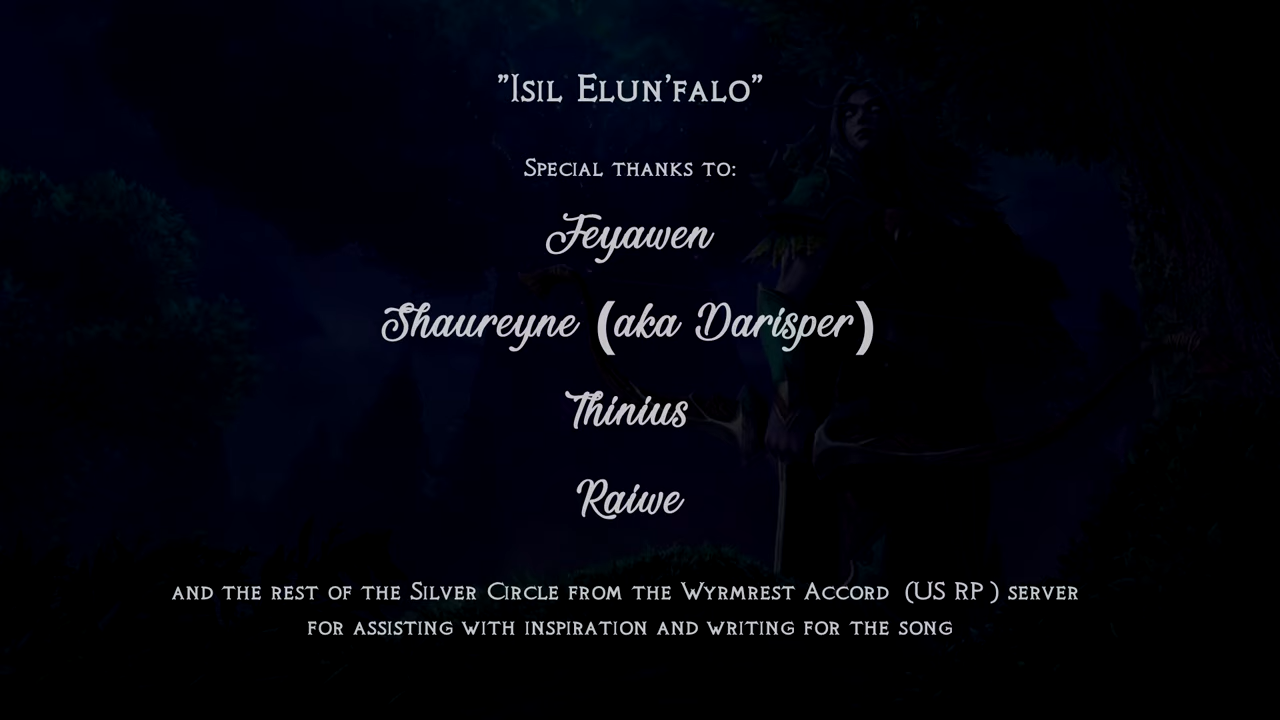 "Isil Elun'falo"
Special thanks to:
Feyawen
Shaureyne (aka Darisper)
Thinius
Raiwe
and the rest of the Silver Circle from the Wyrmrest Accord (US RP ) server
for assisting with inspiration and writing for the song